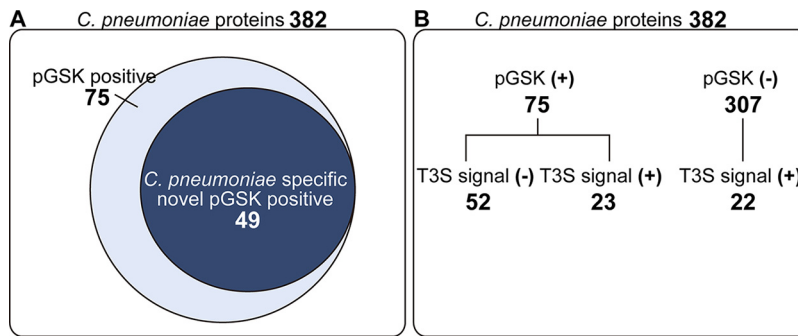 A
C. pneumoniae proteins 382
pGSK positive
75
C. pneumoniae specific
novel pGSK positive
49
B
C. pneumoniae proteins 382
pGSK (+)
75
pGSK (-)
307
T3S signal (-) T3S signal (+) T3S signal (+)
52 23 22